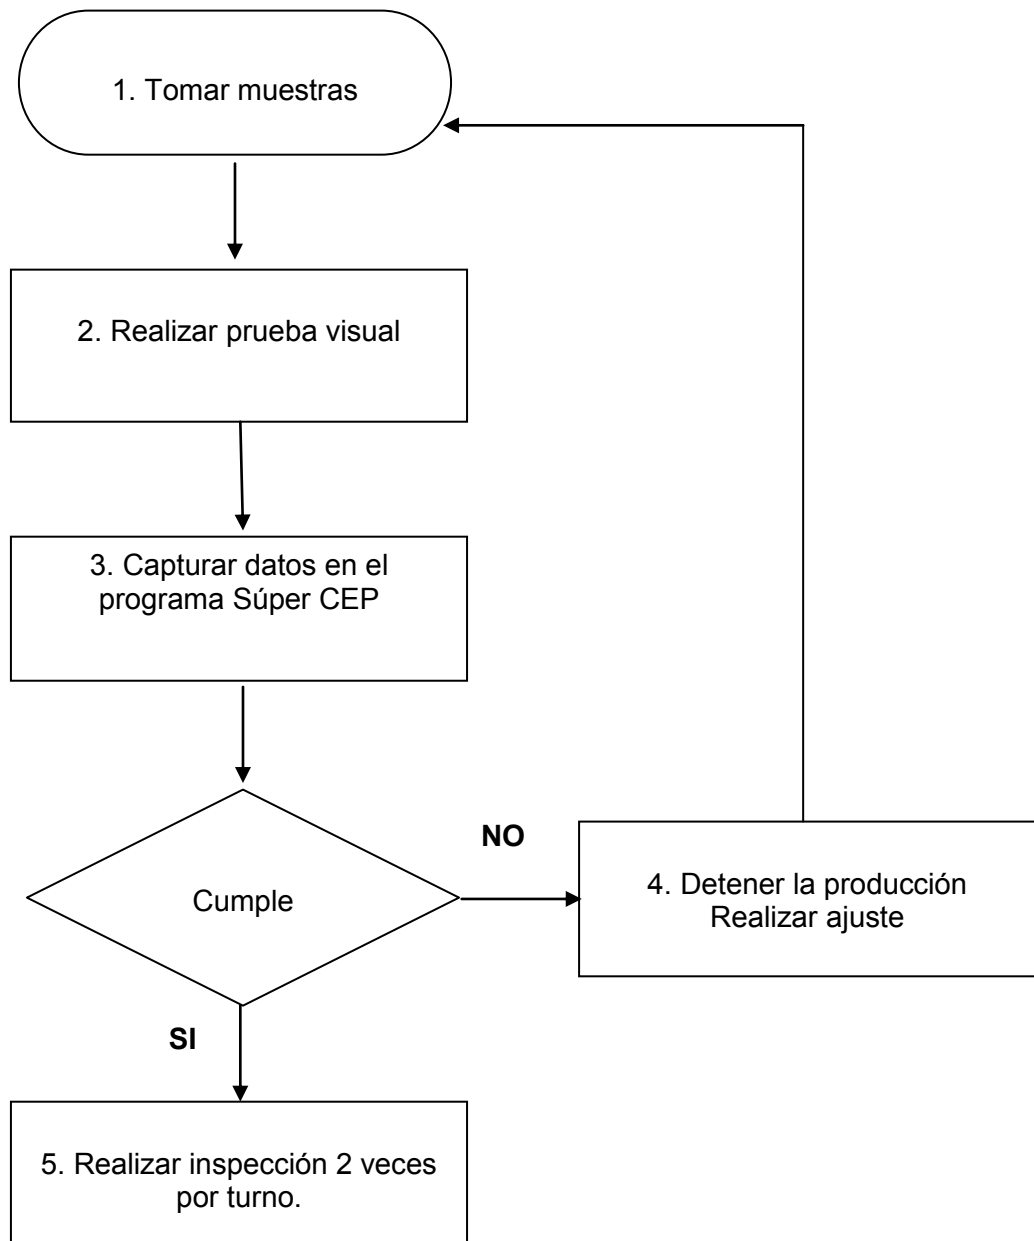 1. Tomar muestras
2. Realizar prueba visual
3. Capturar datos en el
programa Súper CEP
Cumple
NO
4. Detener la producción
Realizar ajuste
SI
5. Realizar inspección 2 veces
por turno.